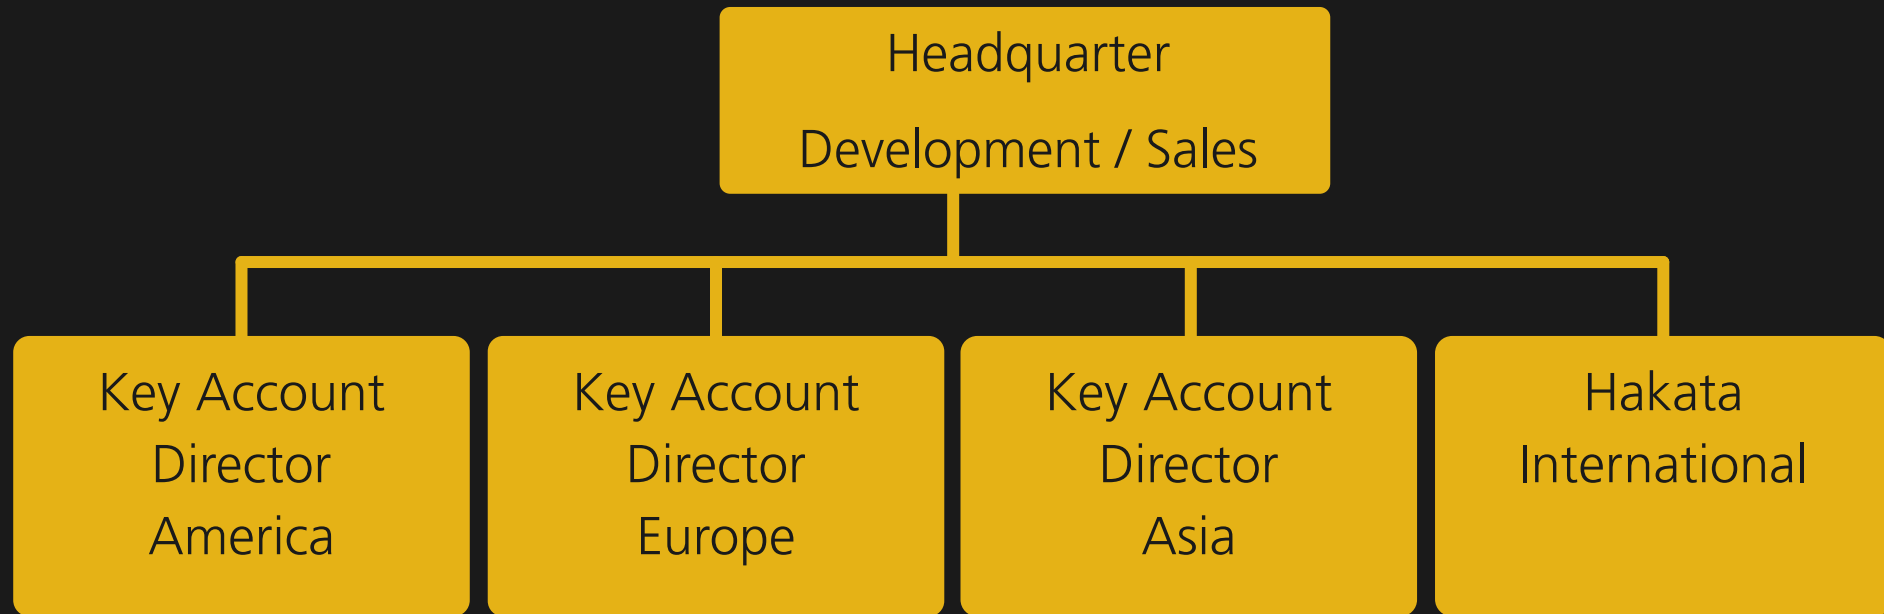 Headquarter
Development / Sales
Key Account
Director
America
Key Account
Director
Europe
Key Account
Director
Asia
Hakata
International